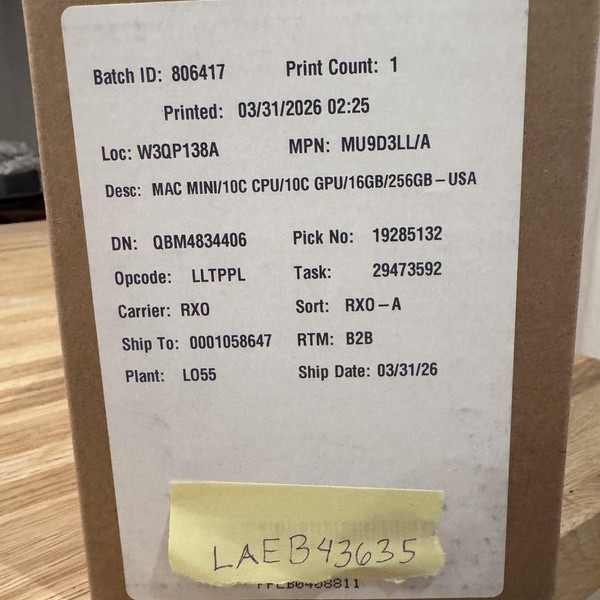 Batch ID: 806417 Print Count: 1
Printed: 03/31/2026 02:25
Loc: W3QP138A MPN: MU9D3LL/A
Desc: MAC MINI/10C CPU/10C GPU/16GB/256GB-USA
DN: QBM4834406 Pick No: 19285132
Opcode: LLTPPL Task: 29473592
Carrier: RXO Sort: RXO-A
Ship To: 0001058647 RTM: B2B
Plant: LO55 Ship Date: 03/31/26
LAEB43635